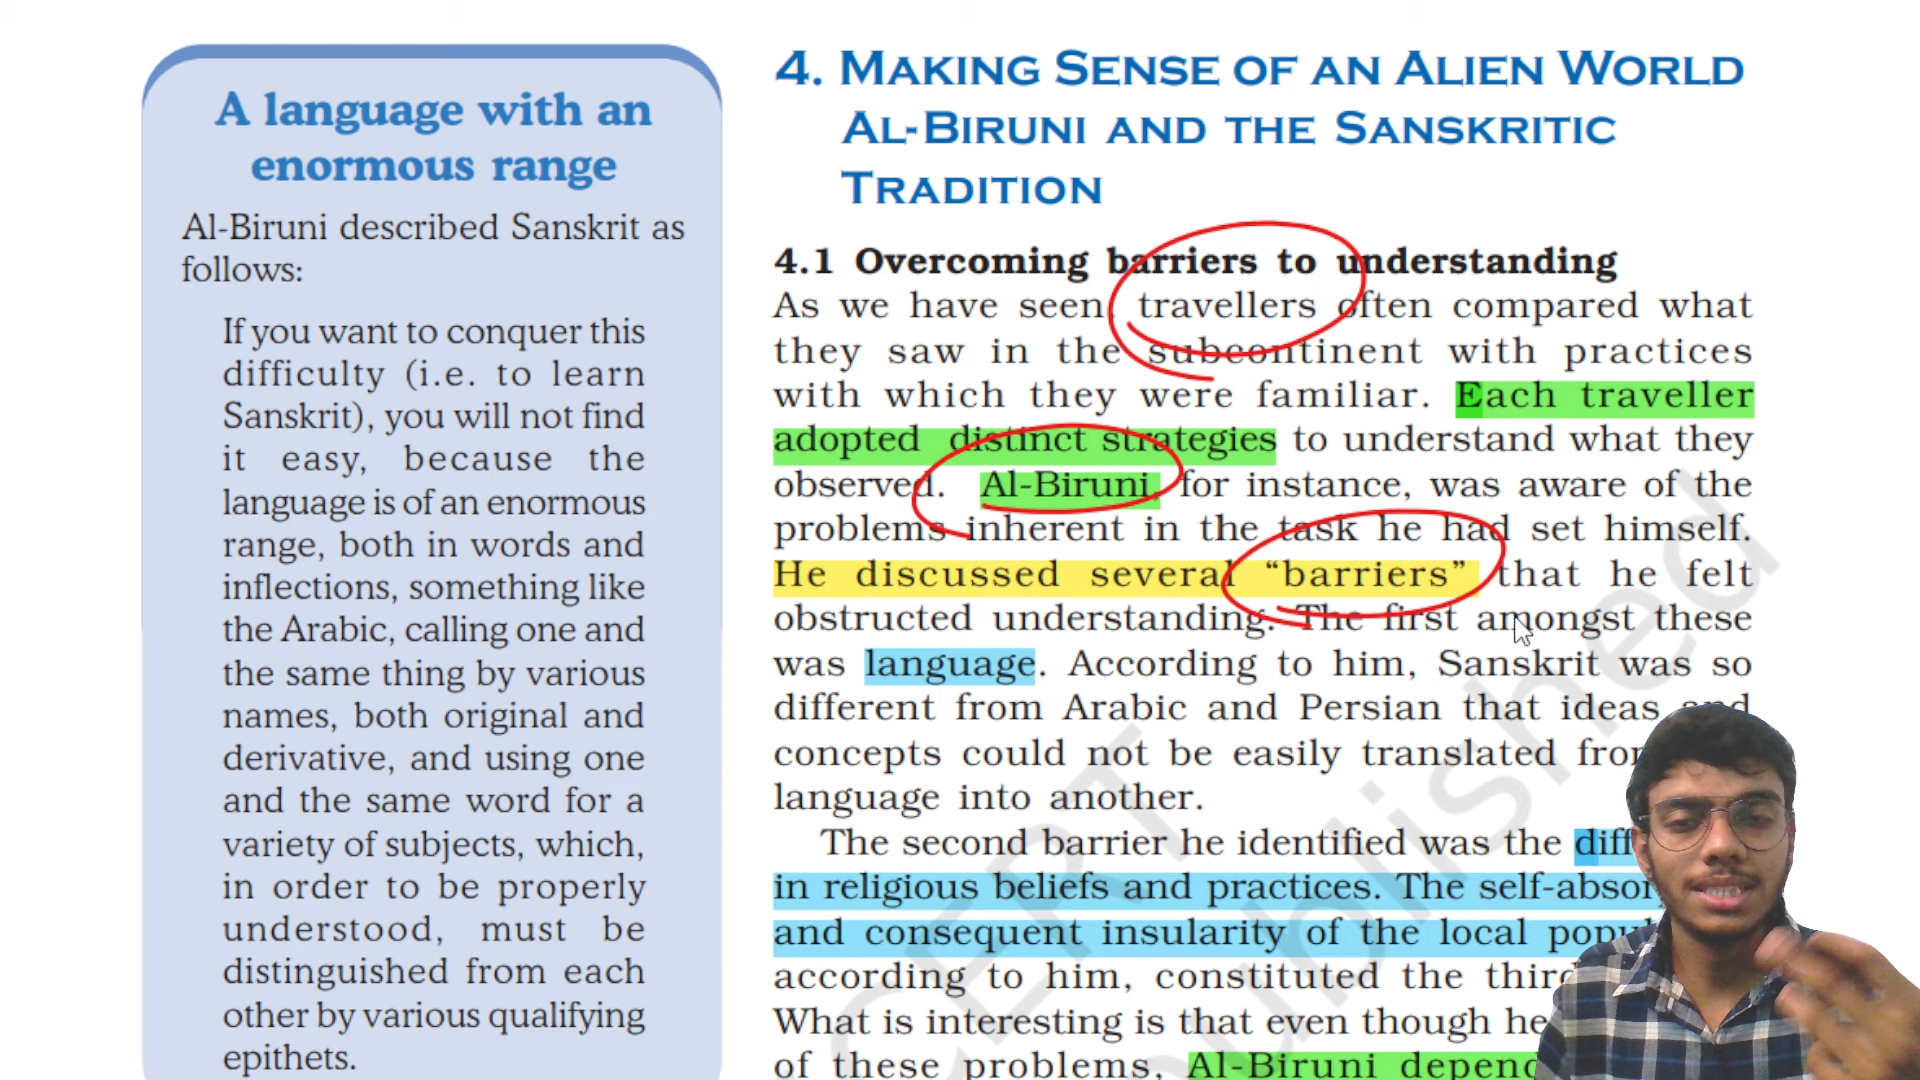 A language with an
enormous range
Al-Biruni described Sanskrit as
follows:
If you want to conquer this
difficulty (i.e. to learn
Sanskrit), you will not find
it easy, because the
language is of an enormous
range, both in words and
inflections, something like
the Arabic, calling one and
the same thing by various
names, both original and
derivative, and using one
and the same word for a
variety of subjects, which,
in order to be properly
understood, must be
distinguished from each
other by various qualifying
epithets.
4. MAKING SENSE OF AN ALIEN WORLD
AL-BIRUNI AND THE SANSKRITIC
TRADITION
4.1 Overcoming barriers to understanding
As we have seen, travellers often compared what
they saw in the subcontinent with practices
with which they were familiar. Each traveller
adopted distinct strategies to understand what they
observed. Al-Biruni, for instance, was aware of the
problems inherent in the task he had set himself.
He discussed several “barriers” that he felt
obstructed understanding. The first amongst these
was language. According to him, Sanskrit was so
different from Arabic and Persian that ideas and
concepts could not be easily translated from
language into another.
The second barrier he identified was the
in religious beliefs and practices. The self-absor
and consequent insularity of the local popu
according to him, constituted the third
What is interesting is that even though he
of these problems, Al-Biruni depend